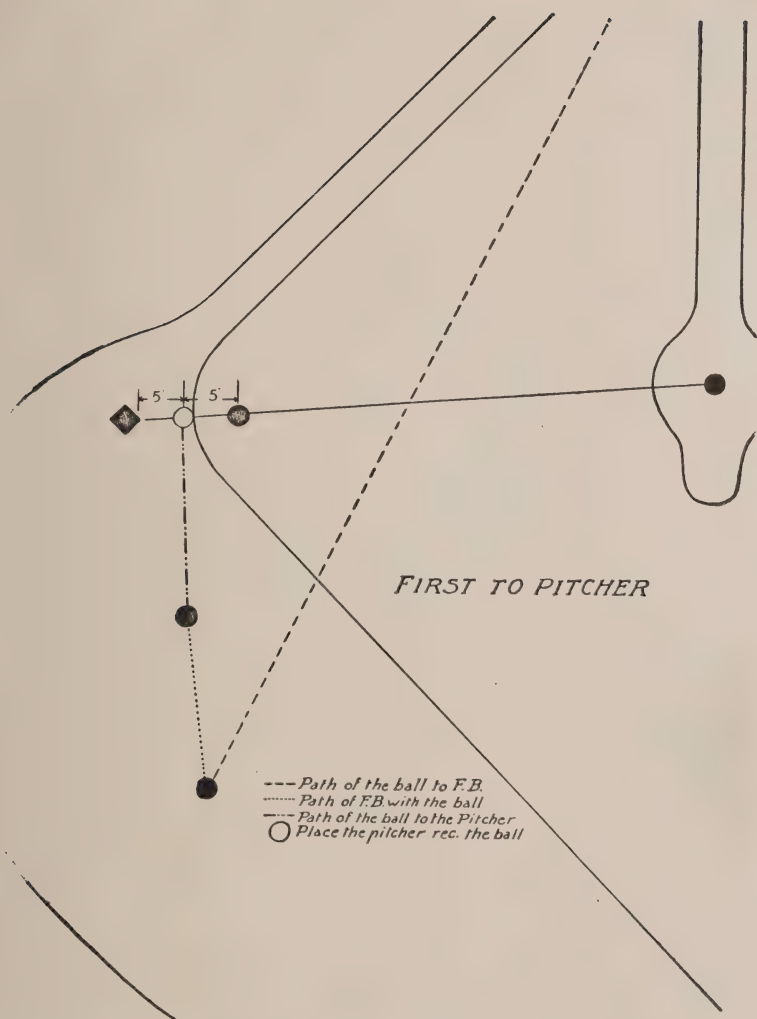 5' 5'
FIRST TO PITCHER
Path of the ball to F.B.
Path of F.B. with the ball
Path of the ball to the Pitcher
Place the pitcher rec. the ball